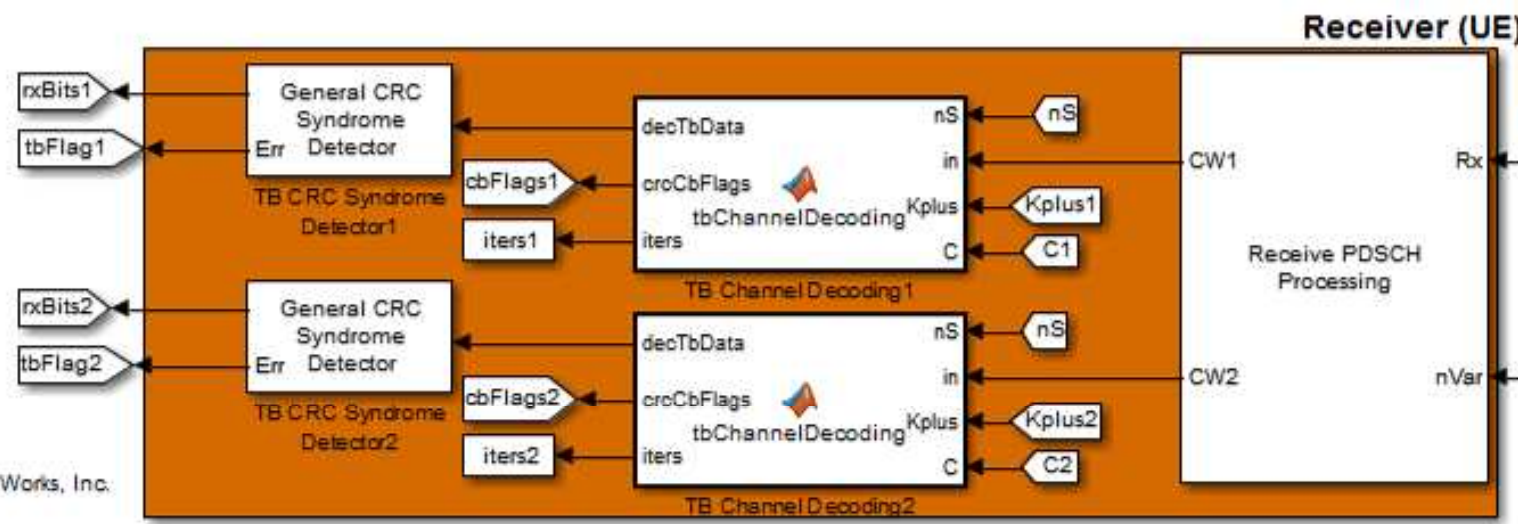 Receiver (UE)
rxBits1
tbFlag1
General CRC
Syndrome
Detector
Err
TB CRC Syndrome
Detector1
cbFlags1
iters1
decTbData
crcCbFlags
iters
tbChannelDecoding
nS
in
Kplus
C
TB Channel Decoding1
nS
Kplus1
C1
rxBits2
tbFlag2
General CRC
Syndrome
Detector
Err
TB CRC Syndrome
Detector2
cbFlags2
iters2
decTbData
crcCbFlags
iters
tbChannelDecoding
nS
in
Kplus
C
TB Channel Decoding2
nS
Kplus2
C2
CW1
CW2
Receive PDSCH
Processing
Rx
nVar
Works, Inc.